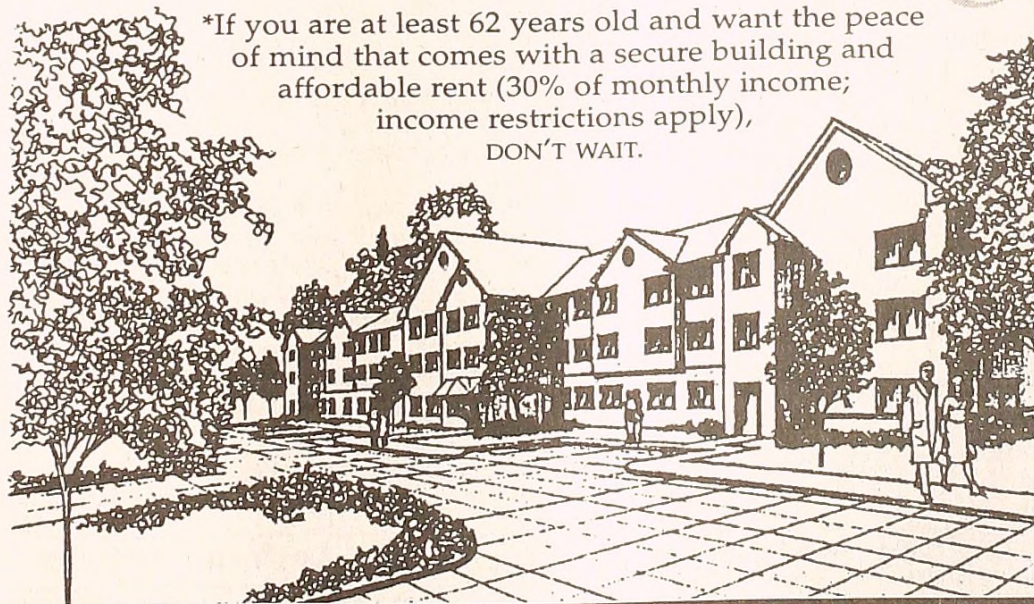 *If you are at least 62 years old and want the peace
of mind that comes with a secure building and
affordable rent (30% of monthly income;
income restrictions apply),
DON'T WAIT.